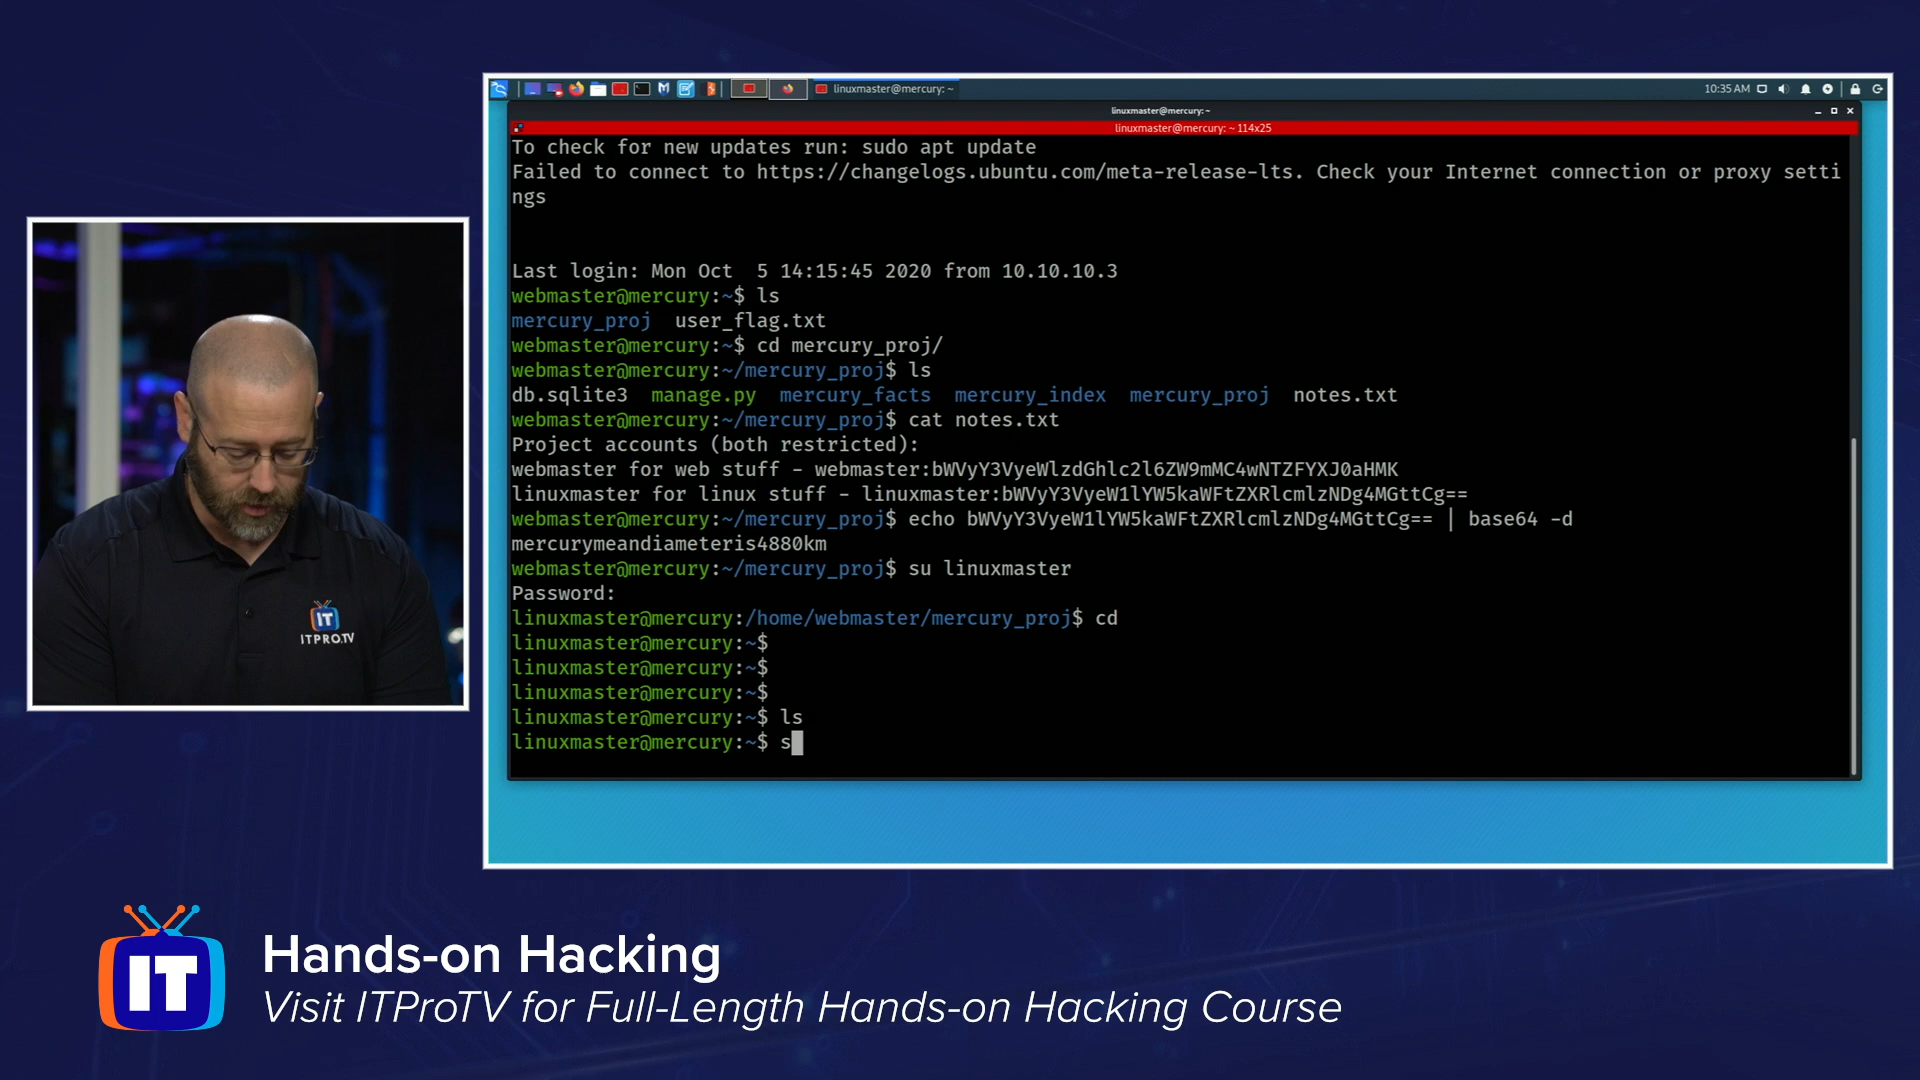 linuxmaster@mercury: ~
10:35 AM
linuxmaster@mercury:~
linuxmaster@mercury: ~ 114x25
To check for new updates run: sudo apt update
Failed to connect to https://changelogs.ubuntu.com/meta-release-lts. Check your Internet connection or proxy setti
ngs
Last login: Mon Oct  5 14:15:45 2020 from 10.10.10.3
webmaster@mercury:~$ ls
mercury_proj  user_flag.txt
webmaster@mercury:~$ cd mercury_proj/
webmaster@mercury:~/mercury_proj$ ls
db.sqlite3  manage.py  mercury_facts  mercury_index  mercury_proj  notes.txt
webmaster@mercury:~/mercury_proj$ cat notes.txt
Project accounts (both restricted):
webmaster for web stuff - webmaster:bWVyY3VyeWlzdGhlc2l6ZW9mMC4wNTZFYXJ0aHMK
linuxmaster for linux stuff - linuxmaster:bWVyY3VyeW1lYW5kaWFtZXRlcmlzNDg4MGttCg==
webmaster@mercury:~/mercury_proj$ echo bWVyY3VyeW1lYW5kaWFtZXRlcmlzNDg4MGttCg== | base64 -d
mercurymeandiameteris4880km
webmaster@mercury:~/mercury_proj$ su linuxmaster
Password:
linuxmaster@mercury:/home/webmaster/mercury_proj$ cd
linuxmaster@mercury:~$
linuxmaster@mercury:~$
linuxmaster@mercury:~$
linuxmaster@mercury:~$ ls
linuxmaster@mercury:~$ s
IT
ITPRO.TV
IT
Hands-on Hacking
Visit ITProTV for Full-Length Hands-on Hacking Course